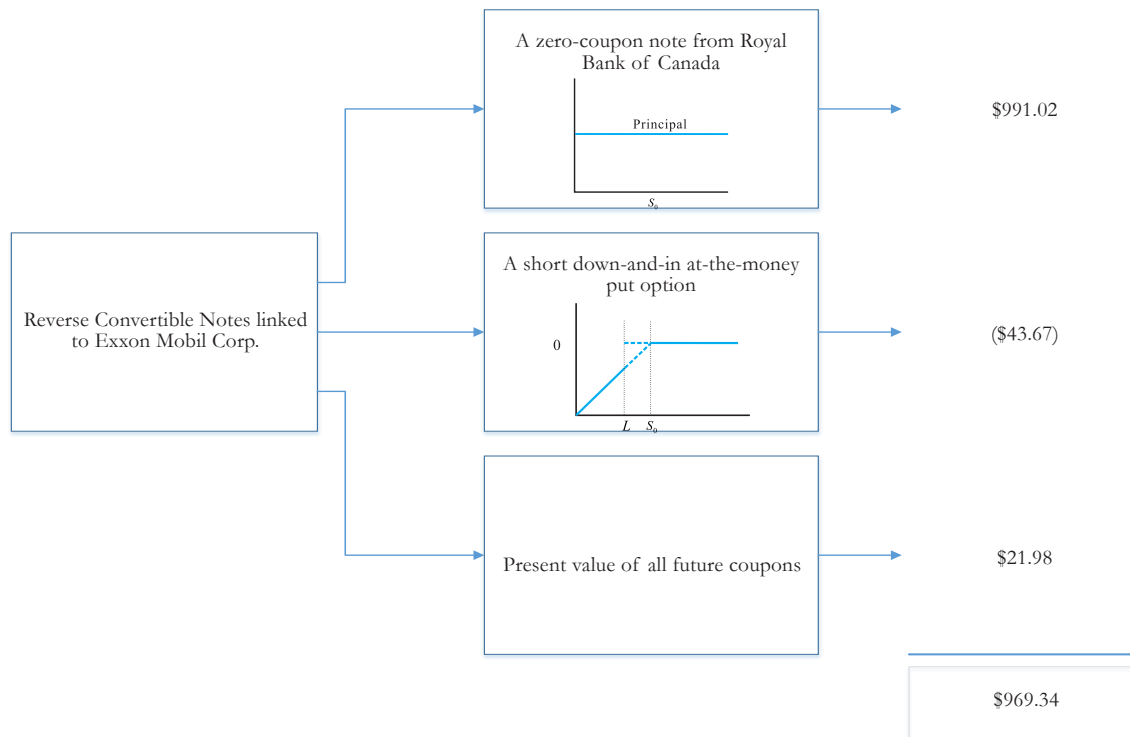 A zero-coupon note from Royal
Bank of Canada
Principal
S₀
$991.02
Reverse Convertible Notes linked
to Exxon Mobil Corp.
A short down-and-in at-the-money
put option
0
L S₀
($43.67)
Present value of all future coupons
$21.98
$969.34